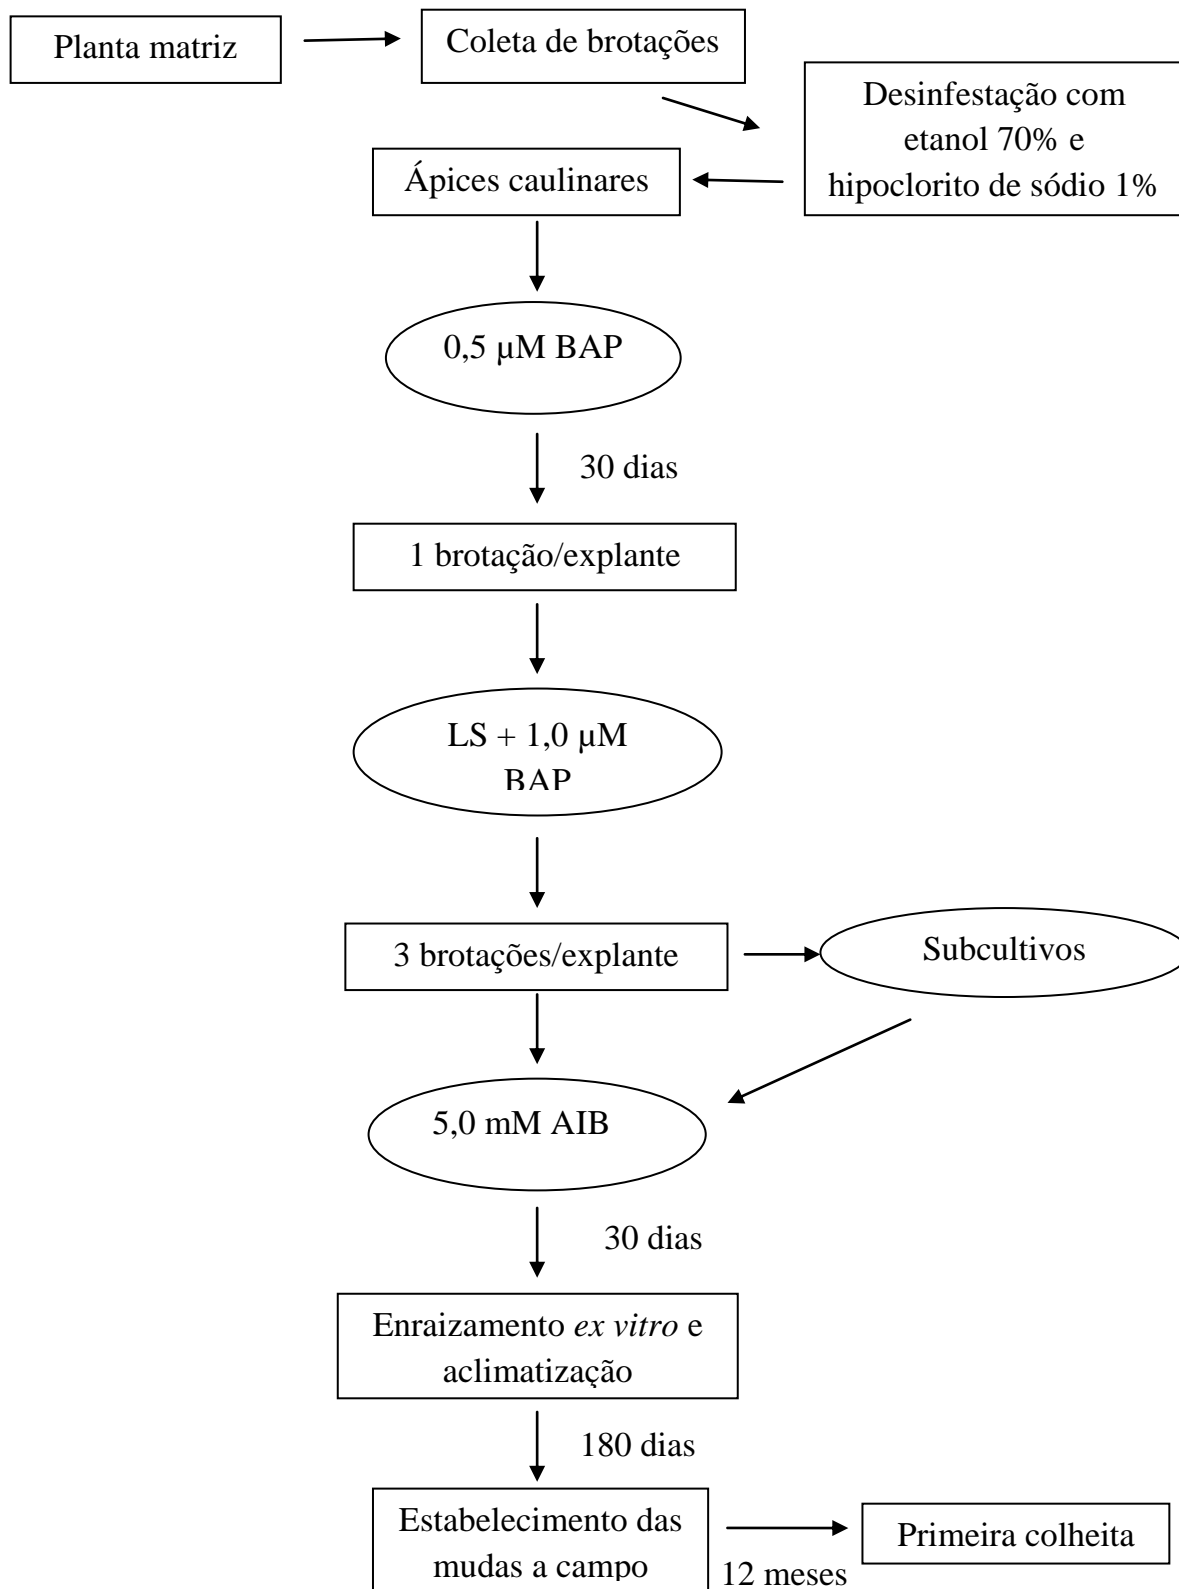 Planta matriz
Coleta de brotações
Desinfestação com
etanol 70% e
hipoclorito de sódio 1%
Ápices caulinares
0,5 µM BAP
30 dias
1 brotação/explante
LS + 1,0 µM
BAP
3 brotações/explante
Subcultivos
5,0 mM AIB
30 dias
Enraizamento ex vitro e
aclimatização
180 dias
Estabelecimento das
mudas a campo
12 meses
Primeira colheita